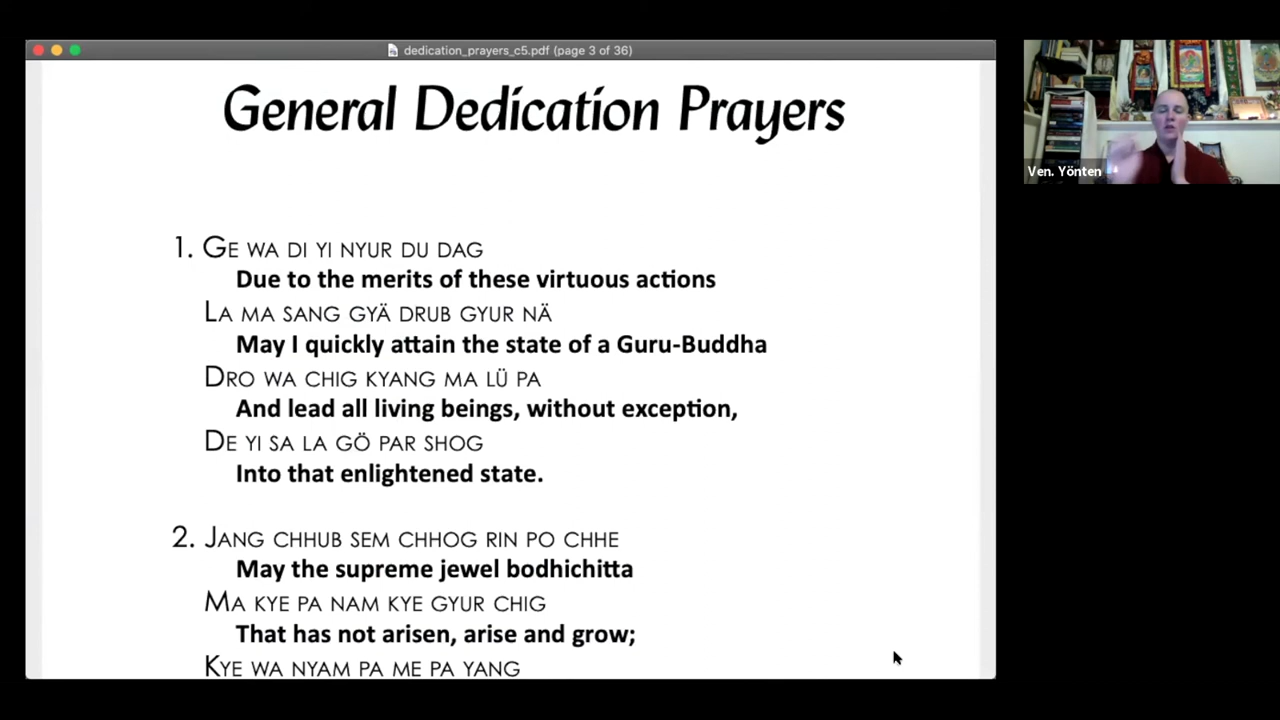 dedication_prayers_c5.pdf (page 3 of 36)
General Dedication Prayers
Ven. Yönten
1. GE WA DI YI NYUR DU DAG
Due to the merits of these virtuous actions
LA MA SANG GYÄ DRUB GYUR NÄ
May I quickly attain the state of a Guru-Buddha
DRO WA CHIG KYANG MA LÜ PA
And lead all living beings, without exception,
DE YI SA LA GÖ PAR SHOG
Into that enlightened state.
2. JANG CHHUB SEM CHHOG RIN PO CHHE
May the supreme jewel bodhichitta
MA KYE PA NAM KYE GYUR CHIG
That has not arisen, arise and grow;
KYE WA NYAM PA ME PA YANG